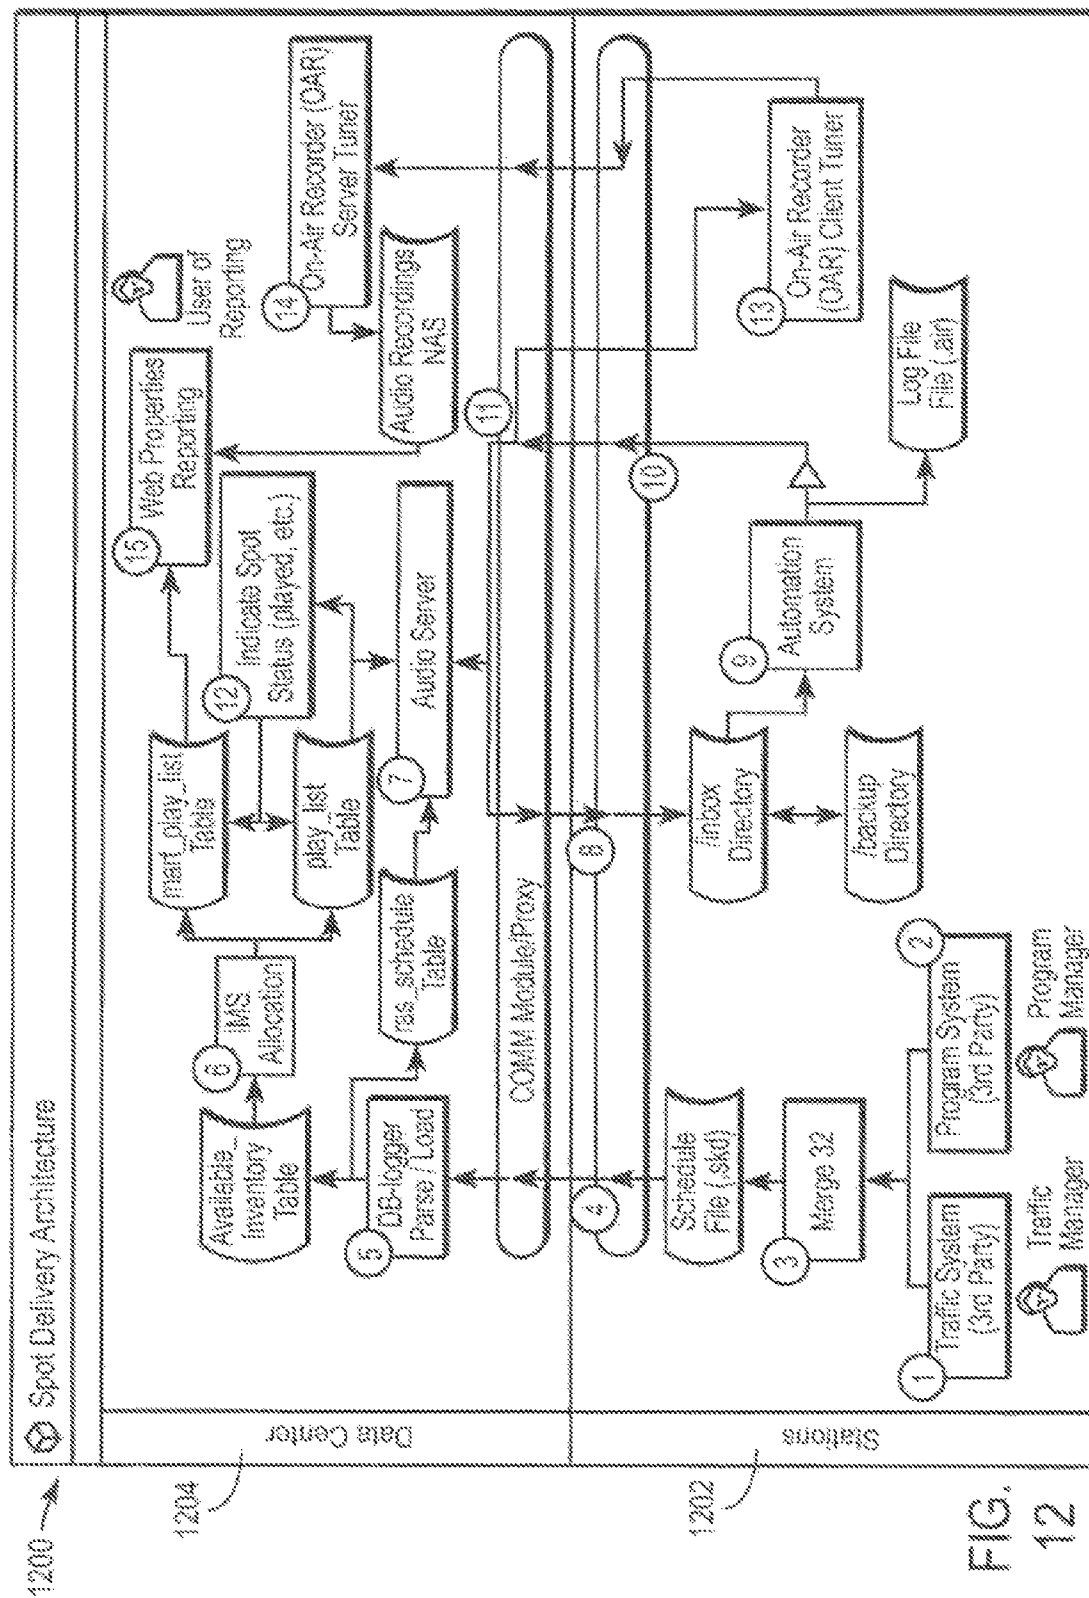 1200
Spot Delivery Architecture
1204
Data Center
Available_
Inventory
Table
6
IMS
Allocation
mart_play_list
Table
15
Web Properties
Reporting
User of
Reporting
12
Indicate Spot
Status (played, etc.)
play_list
Table
14
On-Air Recorder (OAR)
Server Tuner
5
DB-logger
Parse / Load
Table
7
Audio Server
Audio Recordings
NAS
COMM Module/Proxy
11
1202
Stations
4
8
10
Schedule
File (.skd)
/inbox
Directory
9
Automation
System
13
On-Air Recorder
(OAR) Client Tuner
3
Merge 32
/backup
Directory
Log File
File (.air)
1
Traffic System
(3rd Party)
2
Program System
(3rd Party)
Traffic
Manager
Program
Manager
FIG.
12